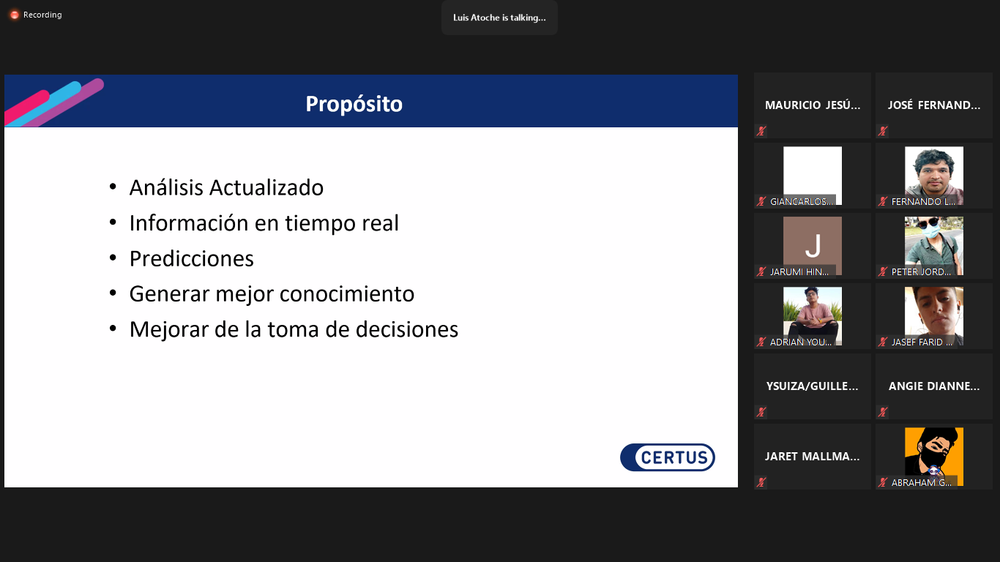 Recording
Luis Atoche is talking...
Propósito
• Análisis Actualizado
• Información en tiempo real
• Predicciones
• Generar mejor conocimiento
• Mejorar de la toma de decisiones
CERTUS
MAURICIO JESÚ...
JOSÉ FERNAND...
GIANCARLOS...
FERNANDO L...
J
JARUMI HIN...
PETER JORD...
ADRIAN YOU...
JASEF FARID ...
YSUIZA/GUILLE...
ANGIE DIANNE...
JARET MALLMA...
ABRAHAM G...